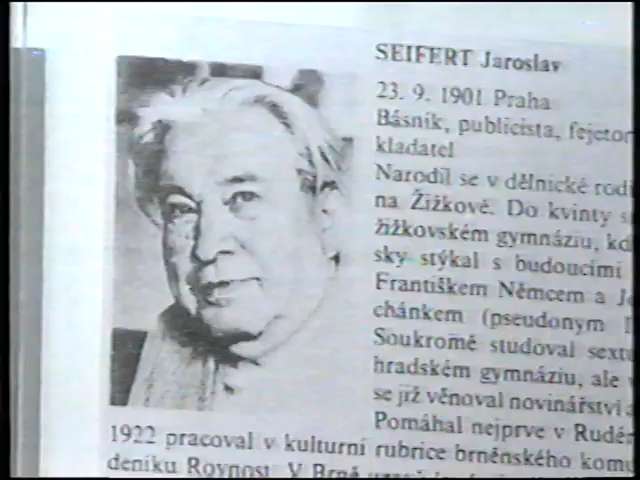 SEIFERT Jaroslav
23. 9. 1901 Praha
Básník, publicista, fejeton
kladatel
Narodil se v dělnické rodi
na Žižkově. Do kvinty s
žižkovském gymnáziu, kd
sky stýkal s budoucími
Františkem Němcem a J
chánkem (pseudonym
Soukromě studoval sextu
hradském gymnáziu, ale v
se již věnoval novinářství a
Pomáhal nejprve v Rudé
1922 pracoval v kulturní rubrice brněnského komu
deníku Rovnost. V Brně